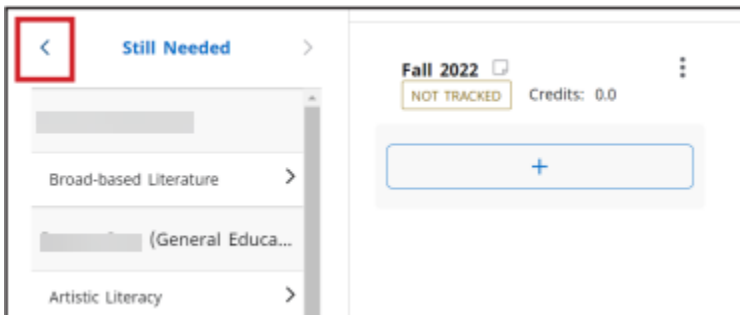 Still Needed
Broad-based Literature
(General Educa...
Artistic Literacy
Fall 2022
NOT TRACKED Credits: 0.0
+